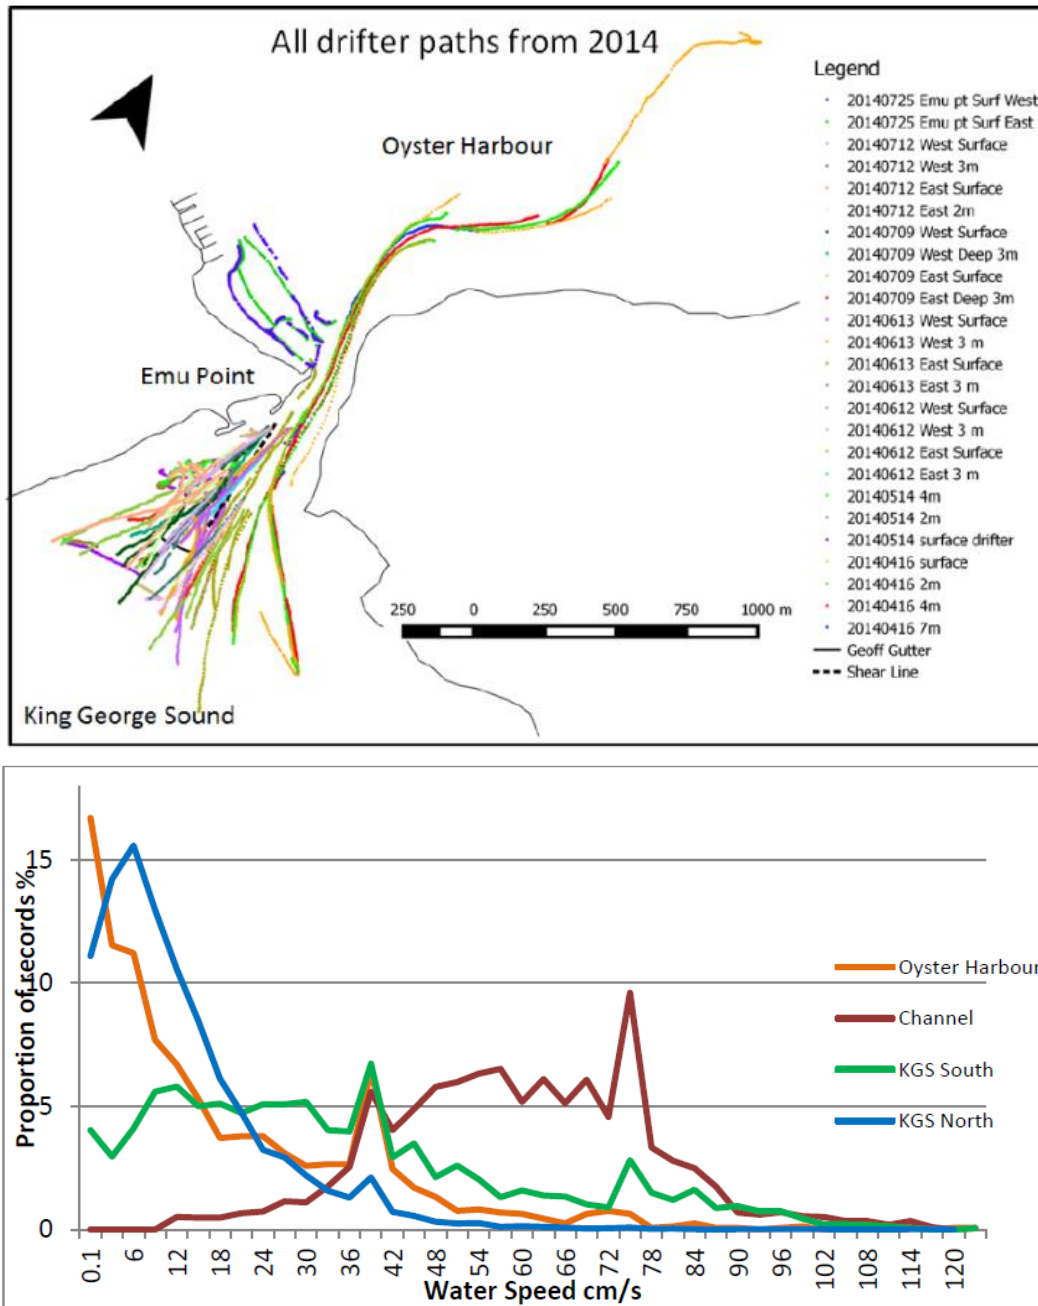 All drifter paths from 2014
Oyster Harbour
Emu Point
King George Sound
250 0 250 500 750 1000 m
Legend
20140725 Emu pt Surf West
20140725 Emu pt Surf East
20140712 West Surface
20140712 West 3m
20140712 East Surface
20140712 East 2m
20140709 West Surface
20140709 West Deep 3m
20140709 East Surface
20140709 East Deep 3m
20140613 West Surface
20140613 West 3 m
20140613 East Surface
20140613 East 3 m
20140612 West Surface
20140612 West 3 m
20140612 East Surface
20140612 East 3 m
20140514 4m
20140514 2m
20140514 surface drifter
20140416 surface
20140416 2m
20140416 4m
20140416 7m
Geoff Gutter
Shear Line
Proportion of records %
15
10
5
0
Oyster Harbour
Channel
KGS South
KGS North
0.1 6 12 18 24 30 36 42 48 54 60 66 72 78 84 90 96 102 108 114 120
Water Speed cm/s